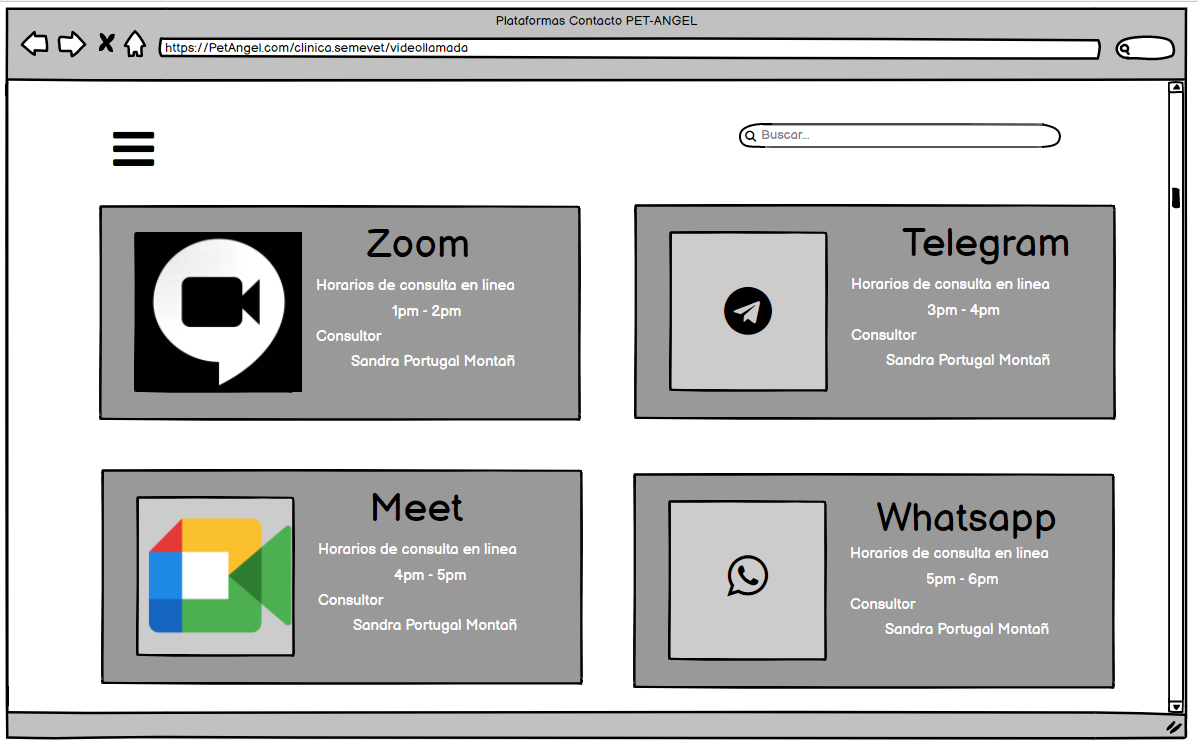 Plataformas Contacto PET-ANGEL
https://PetAngel.com/clinica.semevet/videollamada
Buscar...
Zoom
Horarios de consulta en linea
1pm - 2pm
Consultor
Sandra Portugal Montañ
Telegram
Horarios de consulta en linea
3pm - 4pm
Consultor
Sandra Portugal Montañ
Meet
Horarios de consulta en linea
4pm - 5pm
Consultor
Sandra Portugal Montañ
Whatsapp
Horarios de consulta en linea
5pm - 6pm
Consultor
Sandra Portugal Montañ